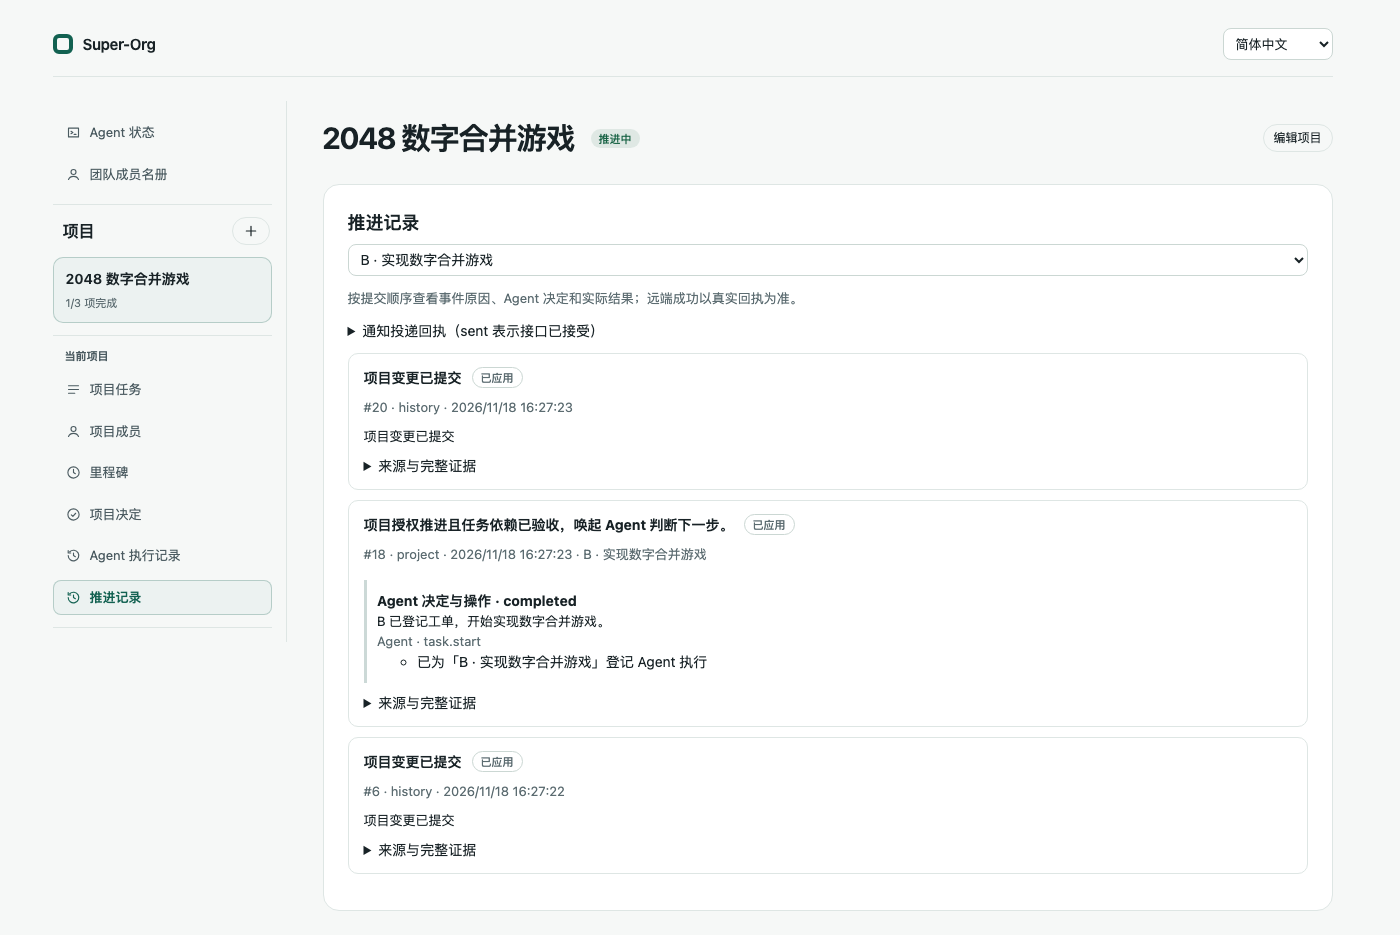 Super-Org
简体中文
Agent 状态
团队成员名册
项目
2048 数字合并游戏
1/3 项完成
当前项目
项目任务
项目成员
里程碑
项目决定
Agent 执行记录
推进记录
2048 数字合并游戏
推进中
编辑项目
推进记录
B · 实现数字合并游戏
按提交顺序查看事件原因、Agent 决定和实际结果；远端成功以真实回执为准。
通知投递回执（sent 表示接口已接受）
项目变更已提交 已应用
#20 · history · 2026/11/18 16:27:23
项目变更已提交
来源与完整证据
项目授权推进且任务依赖已验收，唤起 Agent 判断下一步。 已应用
#18 · project · 2026/11/18 16:27:23 · B · 实现数字合并游戏
Agent 决定与操作 · completed
B 已登记工单，开始实现数字合并游戏。
Agent · task.start
已为「B · 实现数字合并游戏」登记 Agent 执行
来源与完整证据
项目变更已提交 已应用
#6 · history · 2026/11/18 16:27:22
项目变更已提交
来源与完整证据